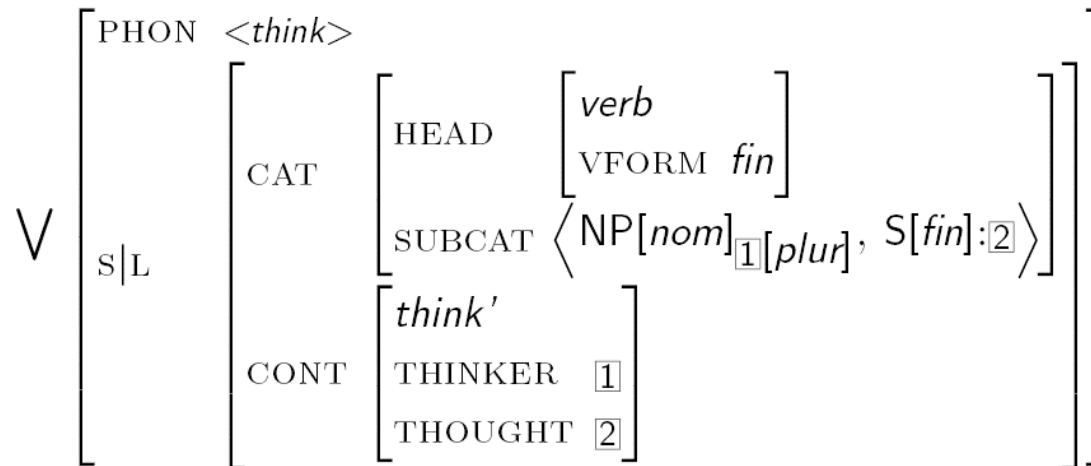 PHON <think>
verb
HEAD
VFORM fin
CAT
SUBCAT ⟨NP[nom]1[plur], S[fin]:2⟩
∨
S|L
think'
CONT THINKER 1
THOUGHT 2